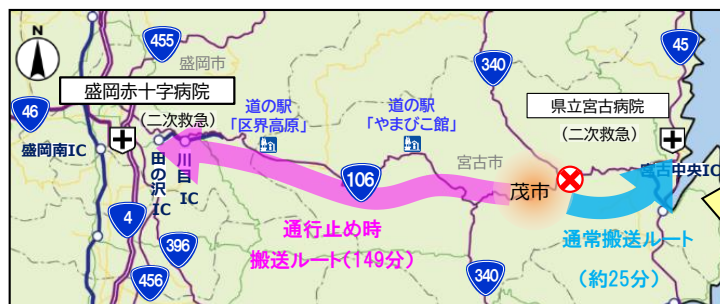 N
455
盛岡市
盛岡赤十字病院
(二次救急)
46
盛岡南IC
田の沢IC
川目IC
道の駅
「区界高原」
道の駅
「やまびこ館」
340
45
県立宮古病院
(二次救急)
宮古市
宮古中央IC
106
茂市
4
396
456
通行止め時
搬送ルート(149分)
340
通常搬送ルート
(約25分)